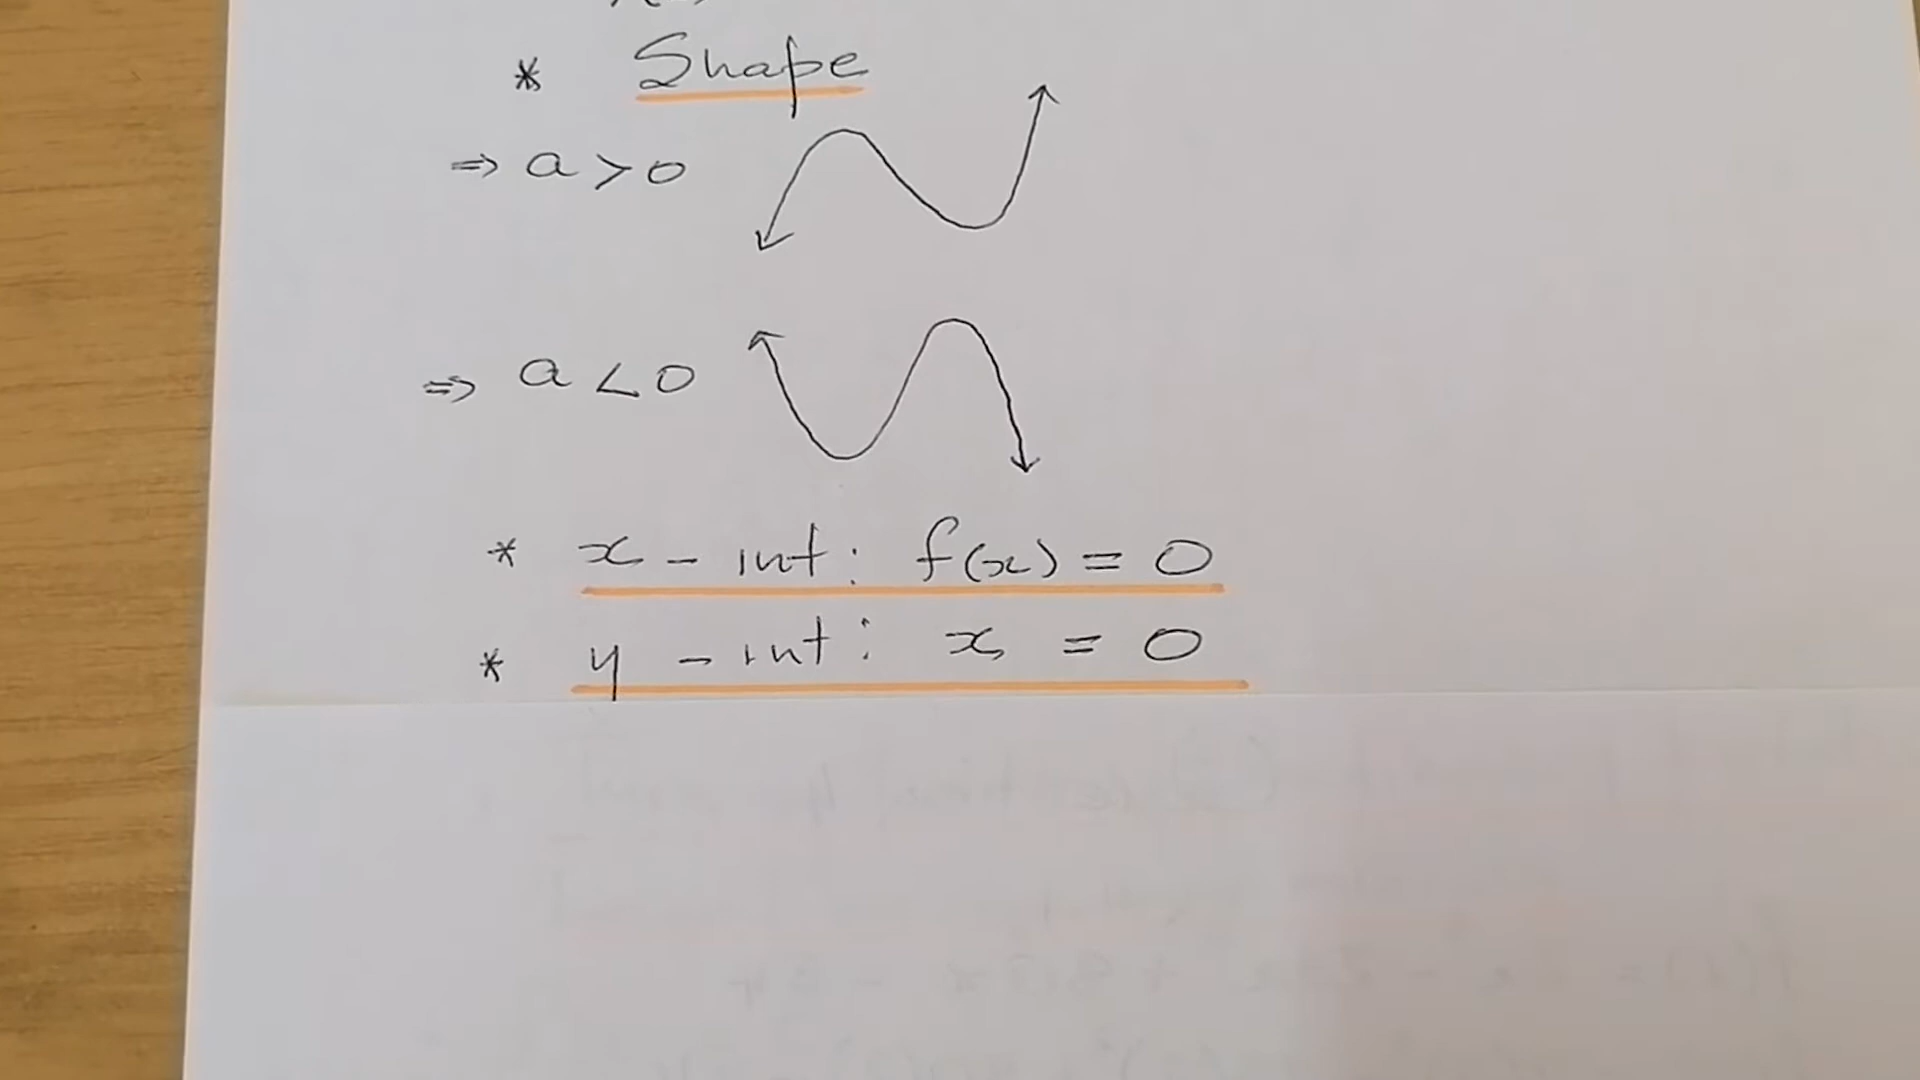 * Shape
⇒ a > 0
⇒ a < 0
* x - int: f(x) = 0
* y - int: x = 0